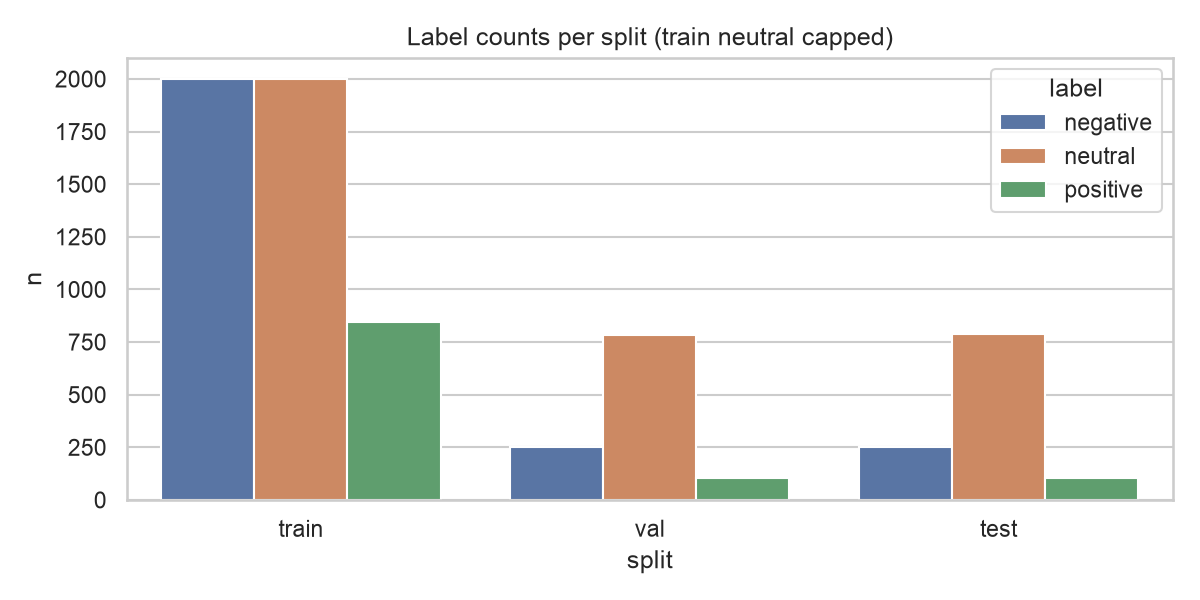 Label counts per split (train neutral capped)
label
negative
neutral
positive
2000
1750
1500
1250
1000
750
500
250
0
n
train val test
split